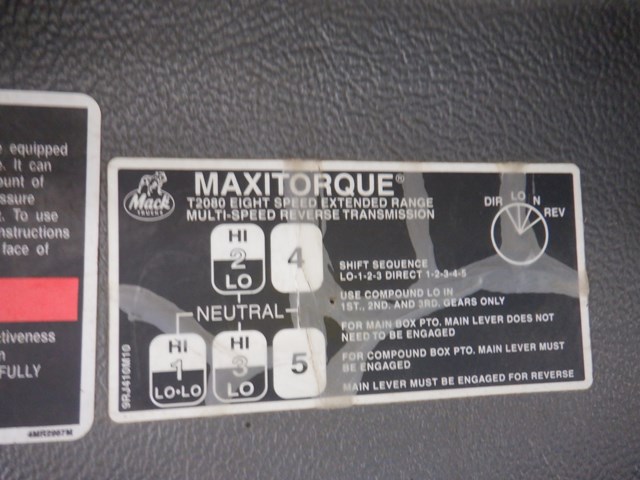 equipped
. It can
ount of
ssure
. To use
nstructions
face of
ctiveness
n
FULLY
Mack
TRUCKS
MAXITORQUE®
T2080 EIGHT SPEED EXTENDED RANGE
MULTI-SPEED REVERSE TRANSMISSION
DIR LO N
REV
HI
2
LO
4
NEUTRAL
HI
1
LO•LO
HI
3
LO
5
SHIFT SEQUENCE
LO-1-2-3 DIRECT 1-2-3-4-5
USE COMPOUND LO IN
1ST., 2ND. AND 3RD. GEARS ONLY
FOR MAIN BOX PTO. MAIN LEVER DOES NOT
NEED TO BE ENGAGED
FOR COMPOUND BOX PTO. MAIN LEVER MUST
BE ENGAGED
MAIN LEVER MUST BE ENGAGED FOR REVERSE
9RJ410M10